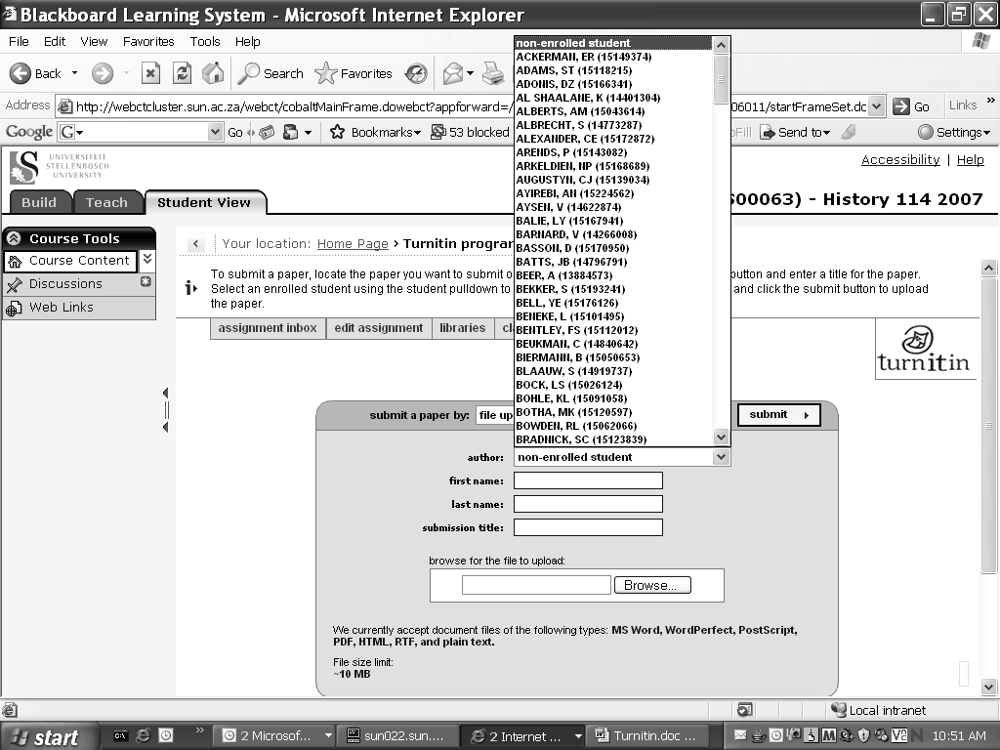 Blackboard Learning System - Microsoft Internet Explorer
File Edit View Favorites Tools Help
Back Search Favorites
Address http://webctcluster.sun.ac.za/webct/cobaltMainFrame.dowebct?appforward=/ 06011/startFrameSet.dc Go Links »
Google G Go Bookmarks 53 blocked Fill Send to Settings
UNIVERSITEIT
STELLENBOSCH
UNIVERSITY
Accessibility | Help
Build Teach Student View
S00063) - History 114 2007
Course Tools
Course Content
Discussions
Web Links
Your location: Home Page › Turnitin progran
To submit a paper, locate the paper you want to submit o button and enter a title for the paper.
Select an enrolled student using the student pulldown to and click the submit button to upload
the paper.
assignment inbox edit assignment libraries cl
turnitin
non-enrolled student
ACKERMAN, ER (15149374)
ADAMS, ST (15118215)
ADONIS, DZ (15166341)
AL SHAALANE, K (14401304)
ALBERTS, AM (15043614)
ALBRECHT, S (14773287)
ALEXANDER, CE (15172872)
ARENDS, P (15143082)
ARKELDIEN, NP (15168689)
AUGUSTYN, CJ (15139034)
AYIREBI, AN (15224562)
AYSEN, V (14622874)
BALIE, LY (15167941)
BARNARD, V (14266008)
BASSON, D (15170950)
BATTS, JB (14796791)
BEER, A (13884573)
BEKKER, S (15193241)
BELL, YE (15176126)
BENEKE, L (15101495)
BENTLEY, FS (15112012)
BEUKMAN, C (14840642)
BIERMANN, B (15050653)
BLAAUW, S (14919737)
BOCK, LS (15026124)
BOHLE, KL (15091058)
BOTHA, MK (15120597)
BOWDEN, RL (15062066)
BRADNICK, SC (15123839)
submit a paper by: file up submit
author: non-enrolled student
first name:
last name:
submission title:
browse for the file to upload:
Browse...
We currently accept document files of the following types: MS Word, WordPerfect, PostScript,
PDF, HTML, RTF, and plain text.
File size limit:
~10 MB
Local intranet
start » 2 Microsof... sun022.sun.... 2 Internet ... Turnitin.doc ... 10:51 AM